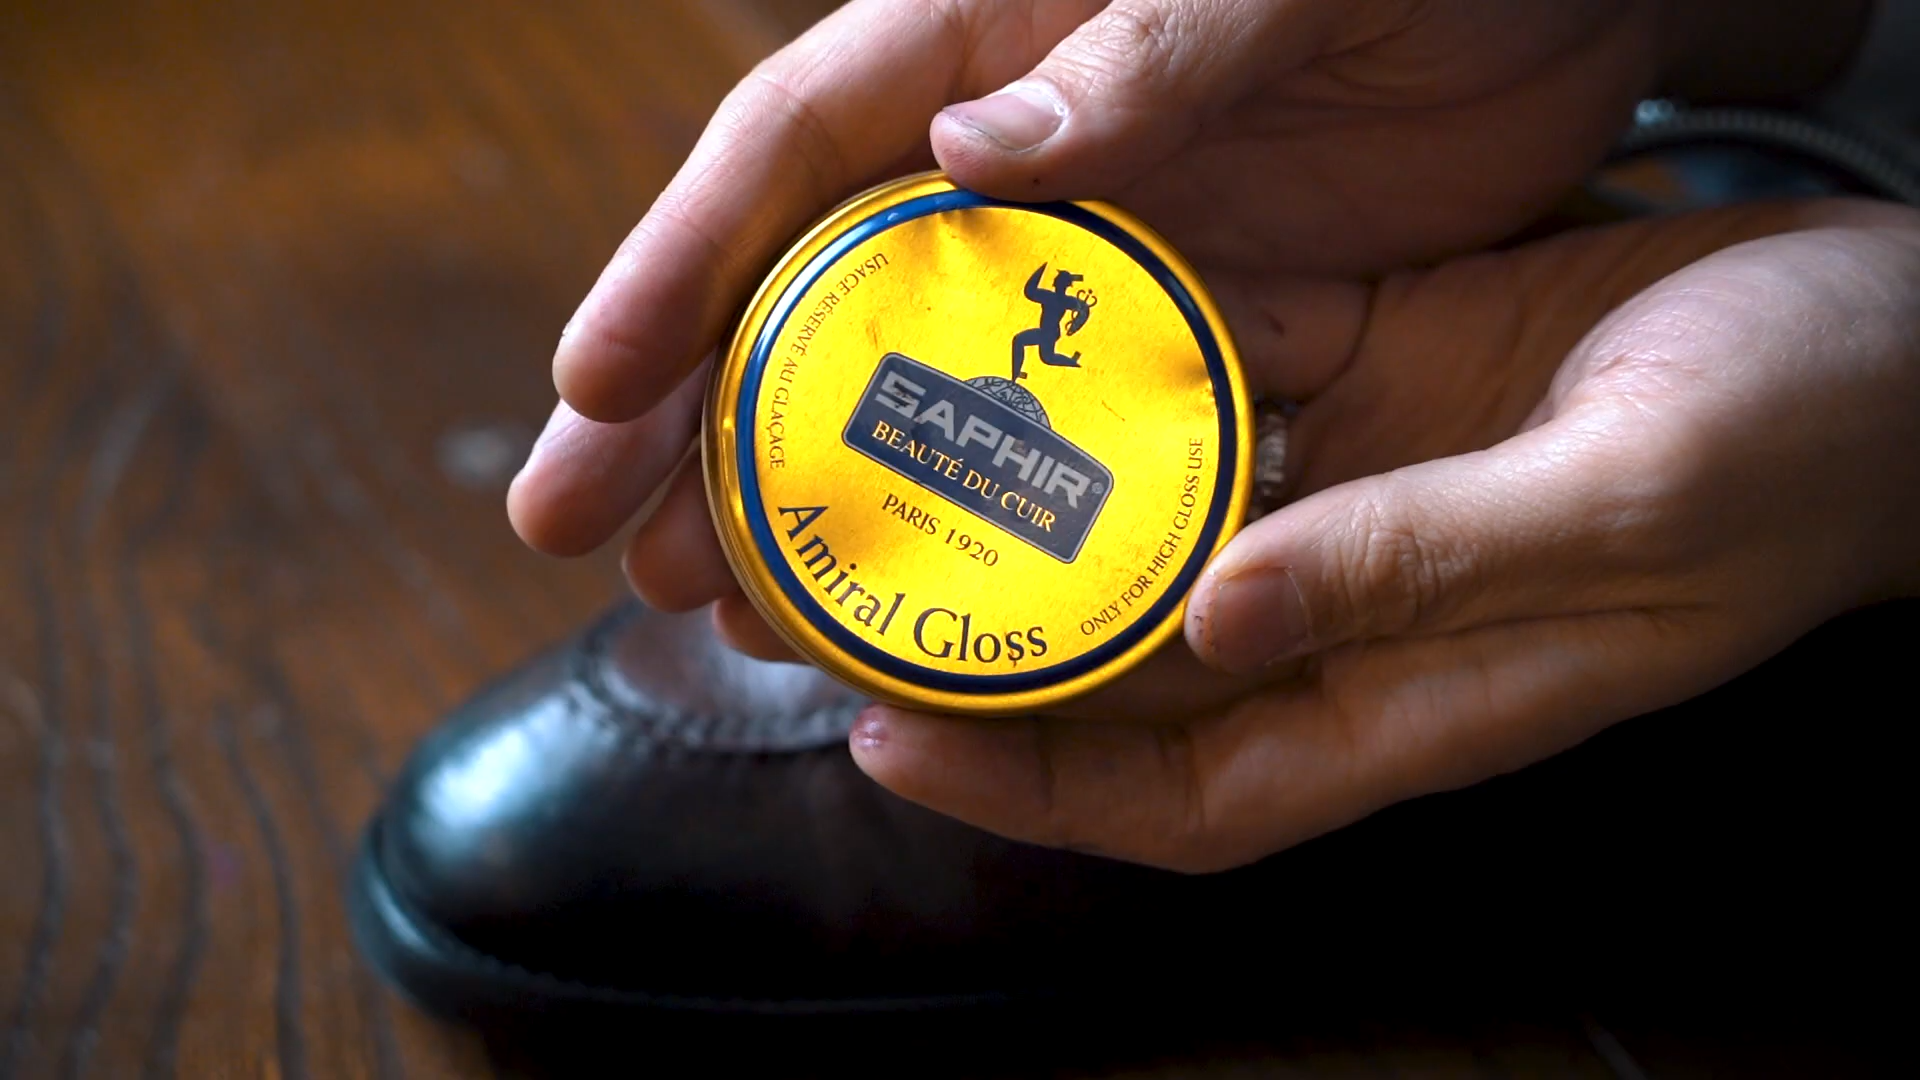 USAGE RÉSERVÉ AU GLAÇAGE
SAPHIR®
BEAUTÉ DU CUIR
PARIS 1920
Amiral Gloss
ONLY FOR HIGH GLOSS USE